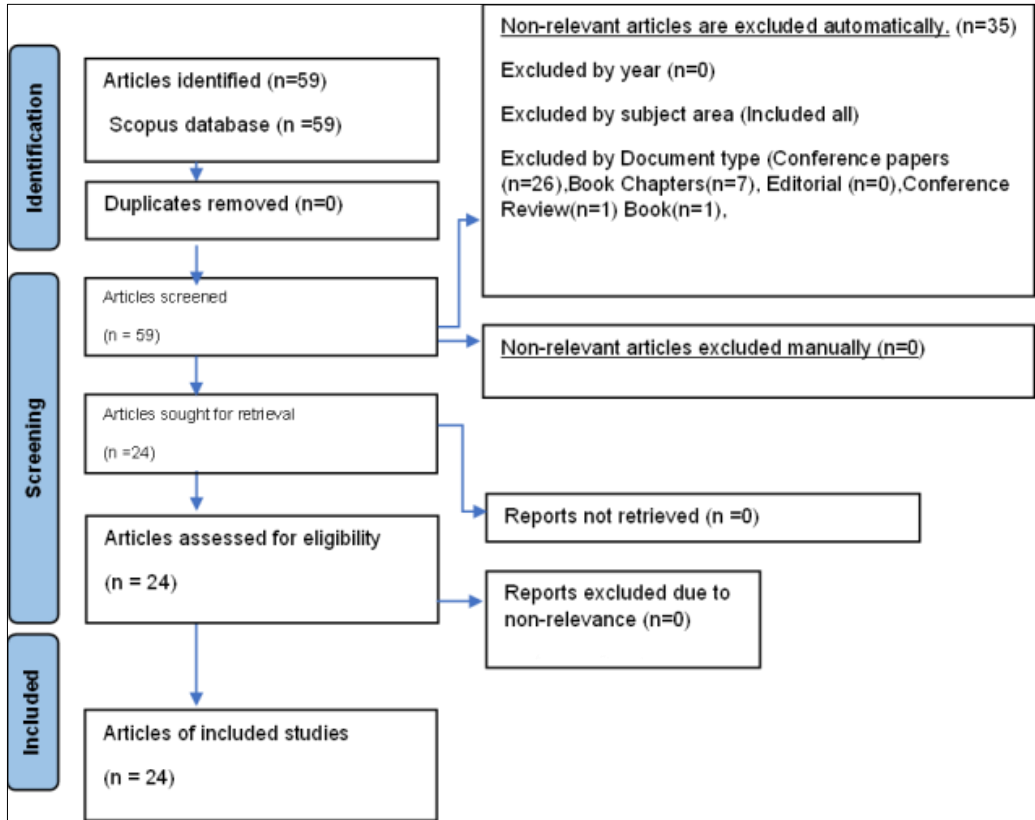 Identification
Articles identified (n=59)
Scopus database (n =59)
Duplicates removed (n=0)
Non-relevant articles are excluded automatically. (n=35)
Excluded by year (n=0)
Excluded by subject area (Included all)
Excluded by Document type (Conference papers
(n=26),Book Chapters(n=7), Editorial (n=0),Conference
Review(n=1) Book(n=1),
Screening
Articles screened
(n = 59)
Non-relevant articles excluded manually (n=0)
Articles sought for retrieval
(n =24)
Reports not retrieved (n =0)
Articles assessed for eligibility
(n = 24)
Reports excluded due to
non-relevance (n=0)
Included
Articles of included studies
(n = 24)